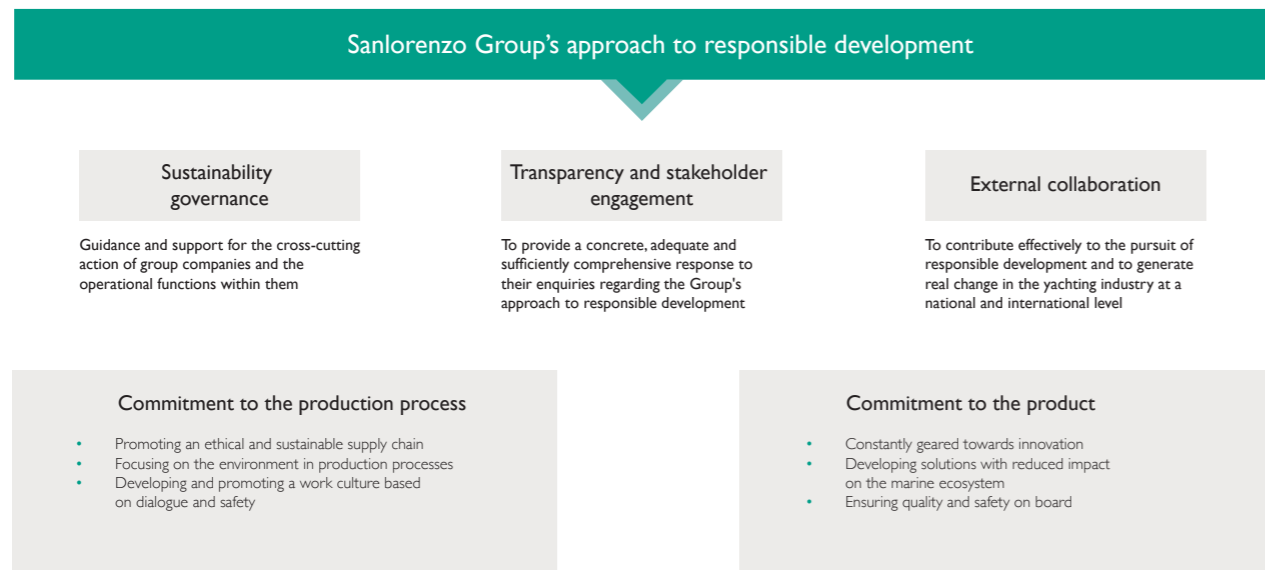 Sanlorenzo Group’s approach to responsible development
Sustainability
governance
Guidance and support for the cross-cutting
action of group companies and the
operational functions within them
Transparency and stakeholder
engagement
To provide a concrete, adequate and
sufficiently comprehensive response to
their enquiries regarding the Group's
approach to responsible development
External collaboration
To contribute effectively to the pursuit of
responsible development and to generate
real change in the yachting industry at a
national and international level
Commitment to the production process
• Promoting an ethical and sustainable supply chain
• Focusing on the environment in production processes
• Developing and promoting a work culture based
on dialogue and safety
Commitment to the product
• Constantly geared towards innovation
• Developing solutions with reduced impact
on the marine ecosystem
• Ensuring quality and safety on board